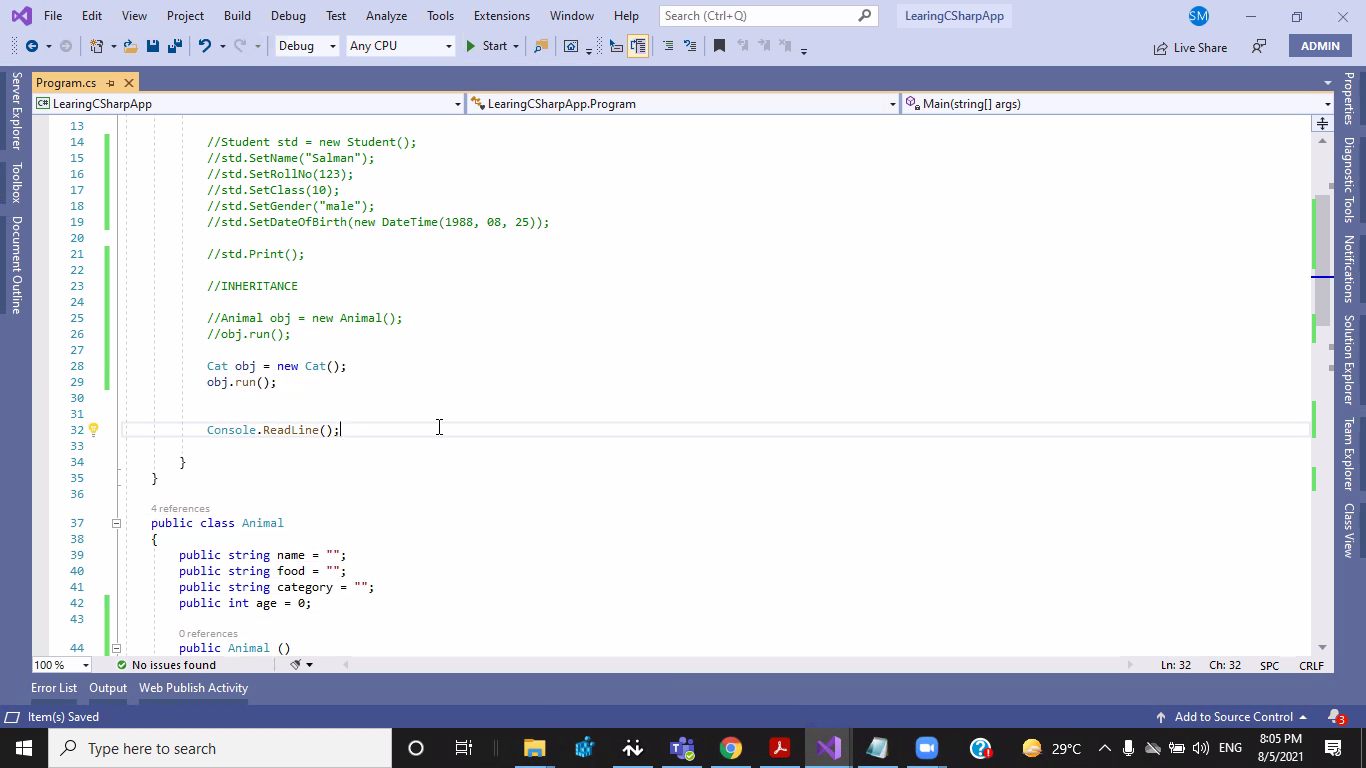 File Edit View Project Build Debug Test Analyze Tools Extensions Window Help Search (Ctrl+Q) LearingCSharpApp SM
Debug Any CPU Start Live Share ADMIN
Program.cs
LearingCSharpApp LearingCSharpApp.Program Main(string[] args)
Server Explorer
Toolbox
Document Outline
13
14 //Student std = new Student();
15 //std.SetName("Salman");
16 //std.SetRollNo(123);
17 //std.SetClass(10);
18 //std.SetGender("male");
19 //std.SetDateOfBirth(new DateTime(1988, 08, 25));
20
21 //std.Print();
22
23 //INHERITANCE
24
25 //Animal obj = new Animal();
26 //obj.run();
27
28 Cat obj = new Cat();
29 obj.run();
30
31
32 Console.ReadLine();
33
34 }
35 }
36
4 references
37 public class Animal
38 {
39 public string name = "";
40 public string food = "";
41 public string category = "";
42 public int age = 0;
43
0 references
44 public Animal ()
Properties
Diagnostic Tools
Notifications
Solution Explorer
Team Explorer
Class View
100 % No issues found Ln: 32 Ch: 32 SPC CRLF
Error List Output Web Publish Activity
Item(s) Saved Add to Source Control 3
Type here to search 29°C ENG 8:05 PM
8/5/2021